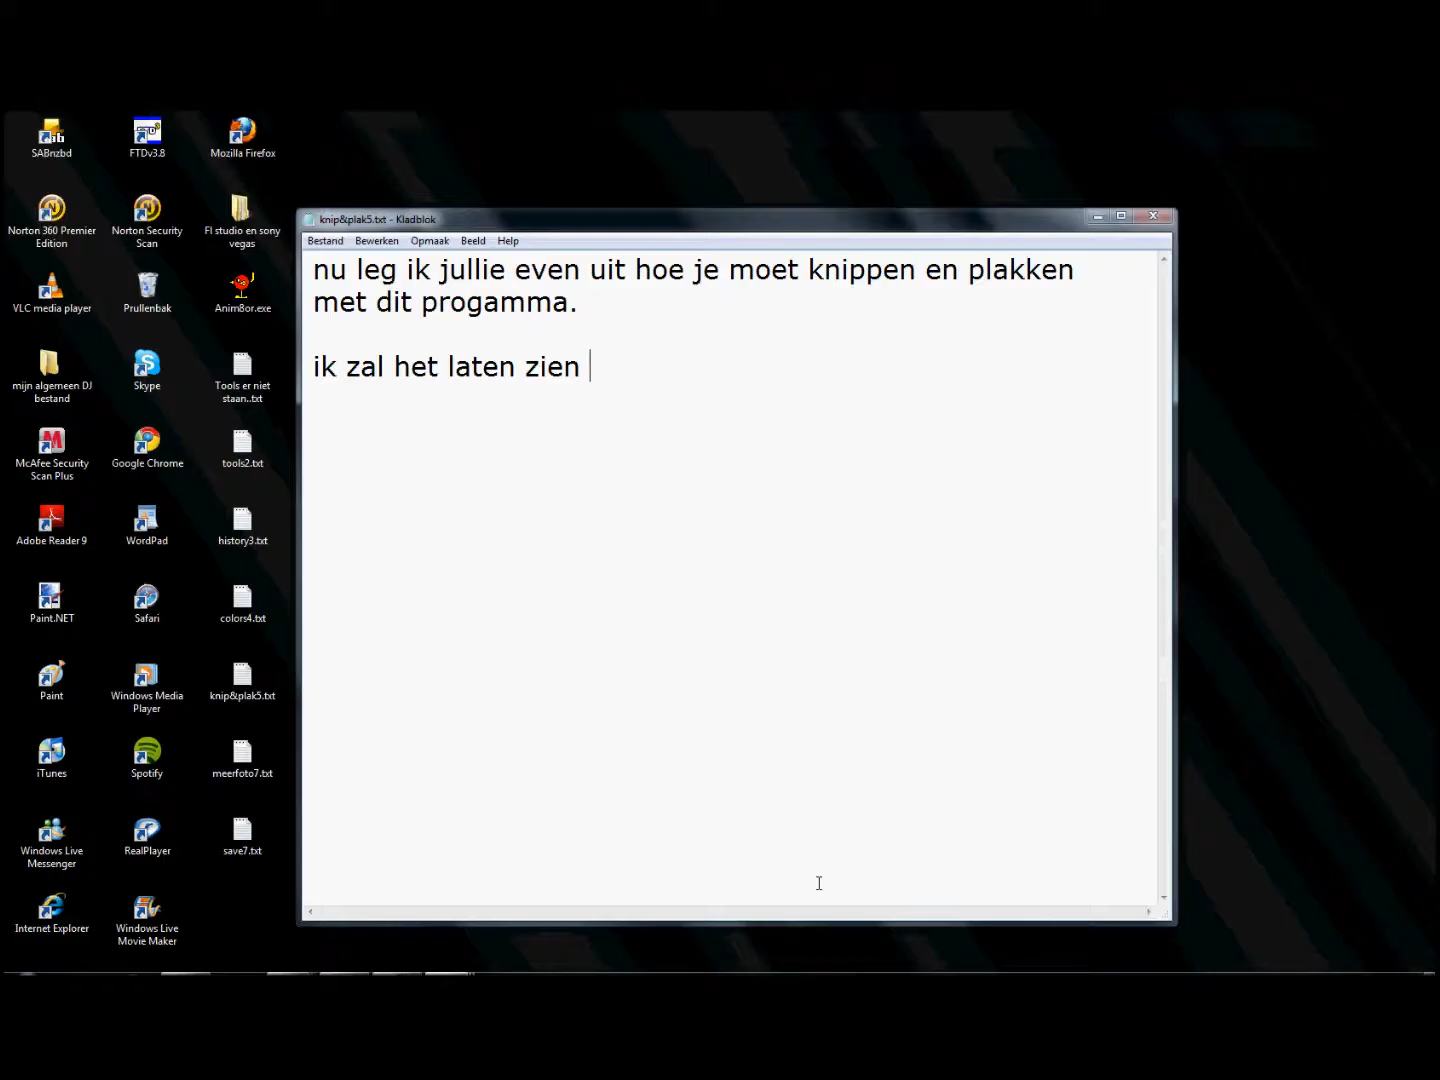 SABnzbd
FTDv3.8
Mozilla Firefox
Norton 360 Premier
Edition
Norton Security
Scan
Fl studio en sony
vegas
VLC media player
Prullenbak
Anim8or.exe
mijn algemeen DJ
bestand
Skype
Tools er niet
staan..txt
McAfee Security
Scan Plus
Google Chrome
tools2.txt
Adobe Reader 9
WordPad
history3.txt
Paint.NET
Safari
colors4.txt
Paint
Windows Media
Player
knip&plak5.txt
iTunes
Spotify
meerfoto7.txt
Windows Live
Messenger
RealPlayer
save7.txt
Internet Explorer
Windows Live
Movie Maker
knip&plak5.txt - Kladblok
Bestand Bewerken Opmaak Beeld Help
nu leg ik jullie even uit hoe je moet knippen en plakken
met dit progamma.
ik zal het laten zien